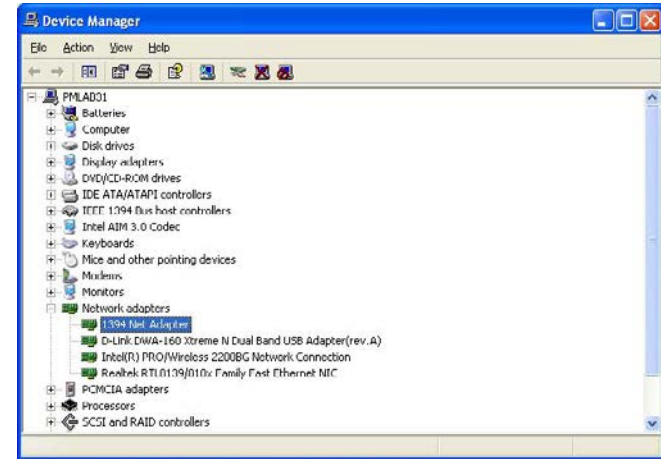 Device Manager
File Action View Help
PMLAB31
Batteries
Computer
Disk drives
Display adapters
DVD/CD-ROM drives
IDE ATA/ATAPI controllers
IEEE 1394 Bus host controllers
Intel AIM 3.0 Codec
Keyboards
Mice and other pointing devices
Modems
Monitors
Network adapters
1394 Net Adapter
D-Link DWA-160 Xtreme N Dual Band USB Adapter(rev.A)
Intel(R) PRO/Wireless 2200BG Network Connection
Realtek RTL8139/810x Family Fast Ethernet NIC
PCMCIA adapters
Processors
SCSI and RAID controllers